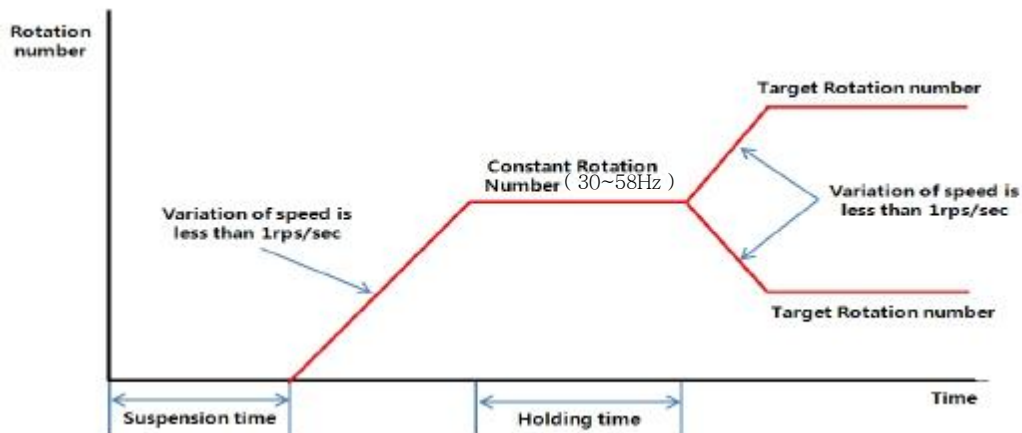 Rotation
number
Target Rotation number
Constant Rotation
Number ( 30~58Hz )
Variation of speed is
less than 1rps/sec
Variation of speed is
less than 1rps/sec
Target Rotation number
Time
Suspension time
Holding time